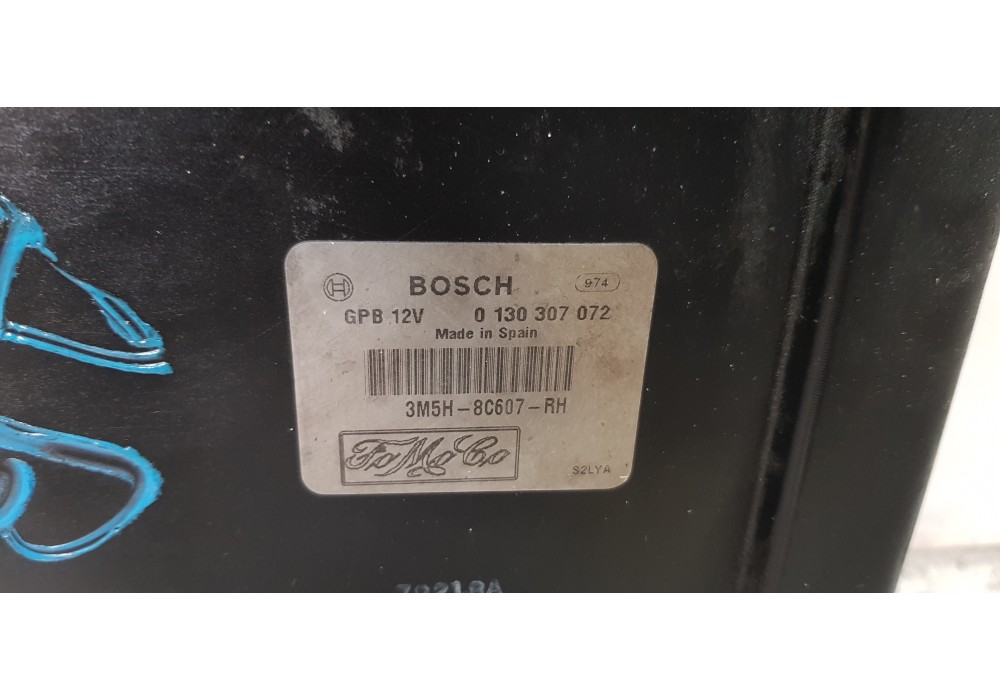 BOSCH 974
GPB 12V 0 130 307 072
Made in Spain
3M5H-8C607-RH
FoMoCo
S2LYA